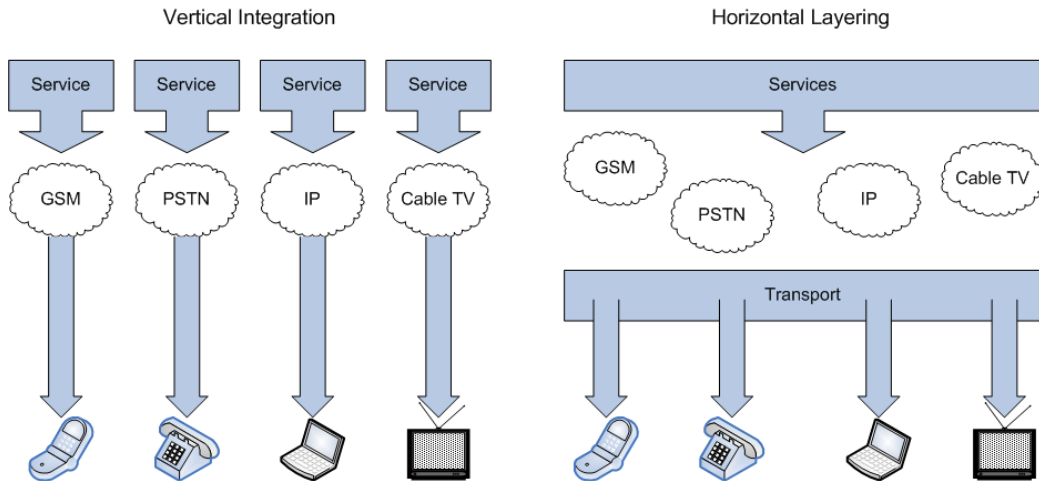 Vertical Integration
Service
Service
Service
Service
GSM
PSTN
IP
Cable TV
Horizontal Layering
Services
GSM
PSTN
IP
Cable TV
Transport